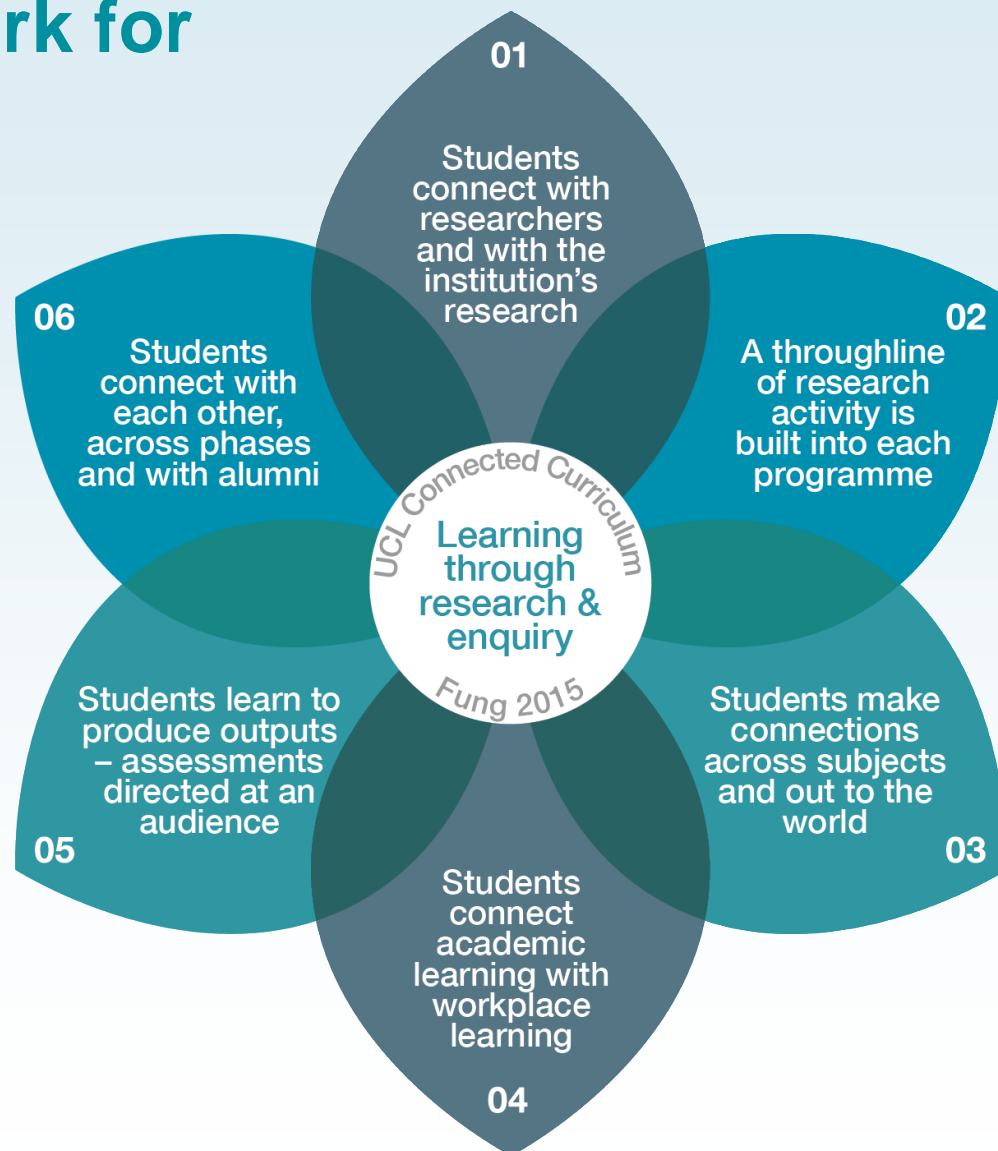 rk for
01
Students
connect with
researchers
and with the
institution’s
research
02
A throughline
of research
activity is
built into each
programme
03
Students make
connections
across subjects
and out to the
world
04
Students
connect
academic
learning with
workplace
learning
05
Students learn to
produce outputs
– assessments
directed at an
audience
06
Students
connect with
each other,
across phases
and with alumni
UCL Connected Curriculum
Learning
through
research &
enquiry
Fung 2015